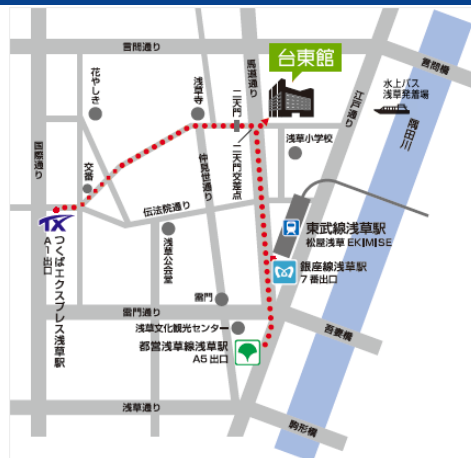 台東館
言問通り
言問橋
馬道通り
江戸通り
水上バス
浅草発着場
隅田川
花やしき
浅草寺
二天門
二天門交差点
浅草小学校
国際通り
交番
仲見世通り
伝法院通り
TX
つくばエクスプレス浅草駅
A1出口
浅草公会堂
東武線浅草駅
松屋浅草 EKIMISE
銀座線浅草駅
7番出口
雷門
雷門通り
浅草文化観光センター
吾妻橋
都営浅草線浅草駅
A5出口
浅草通り
駒形橋